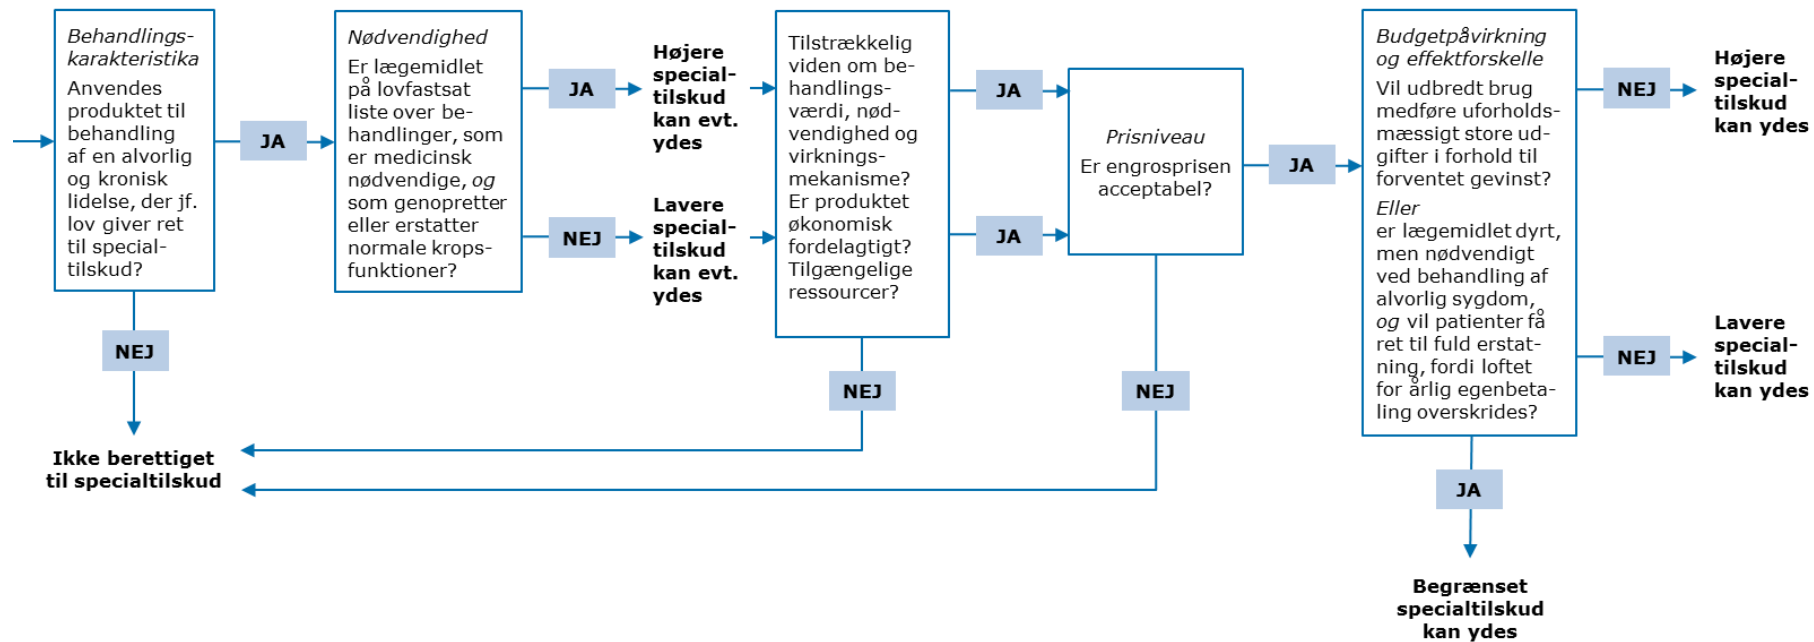 Behandlings-
karakteristika
Anvendes
produktet til
behandling
af en alvorlig
og kronisk
lidelse, der jf.
lov giver ret
til special-
tilskud?
JA
NEJ
Ikke berettiget
til specialtilskud
Nødvendighed
Er lægemidlet
på lovfastsat
liste over be-
handlinger, som
er medicinsk
nødvendige, og
som genopretter
eller erstatter
normale krops-
funktioner?
JA
Højere
special-
tilskud
kan evt.
ydes
NEJ
Lavere
special-
tilskud
kan evt.
ydes
Tilstrækkelig
viden om be-
handlings-
værdi, nød-
vendighed og
virknings-
mekanisme?
Er produktet
økonomisk
fordelagtigt?
Tilgængelige
ressourcer?
JA
JA
NEJ
Prisniveau
Er engrosprisen
acceptabel?
JA
NEJ
Budgetpåvirkning
og effektforskelle
Vil udbredt brug
medføre uforholds-
mæssigt store ud-
gifter i forhold til
forventet gevinst?
Eller
er lægemidlet dyrt,
men nødvendigt
ved behandling af
alvorlig sygdom,
og vil patienter få
ret til fuld erstat-
ning, fordi loftet
for årlig egenbeta-
ling overskrides?
NEJ
Højere
special-
tilskud
kan ydes
NEJ
Lavere
special-
tilskud
kan ydes
JA
Begrænset
specialtilskud
kan ydes